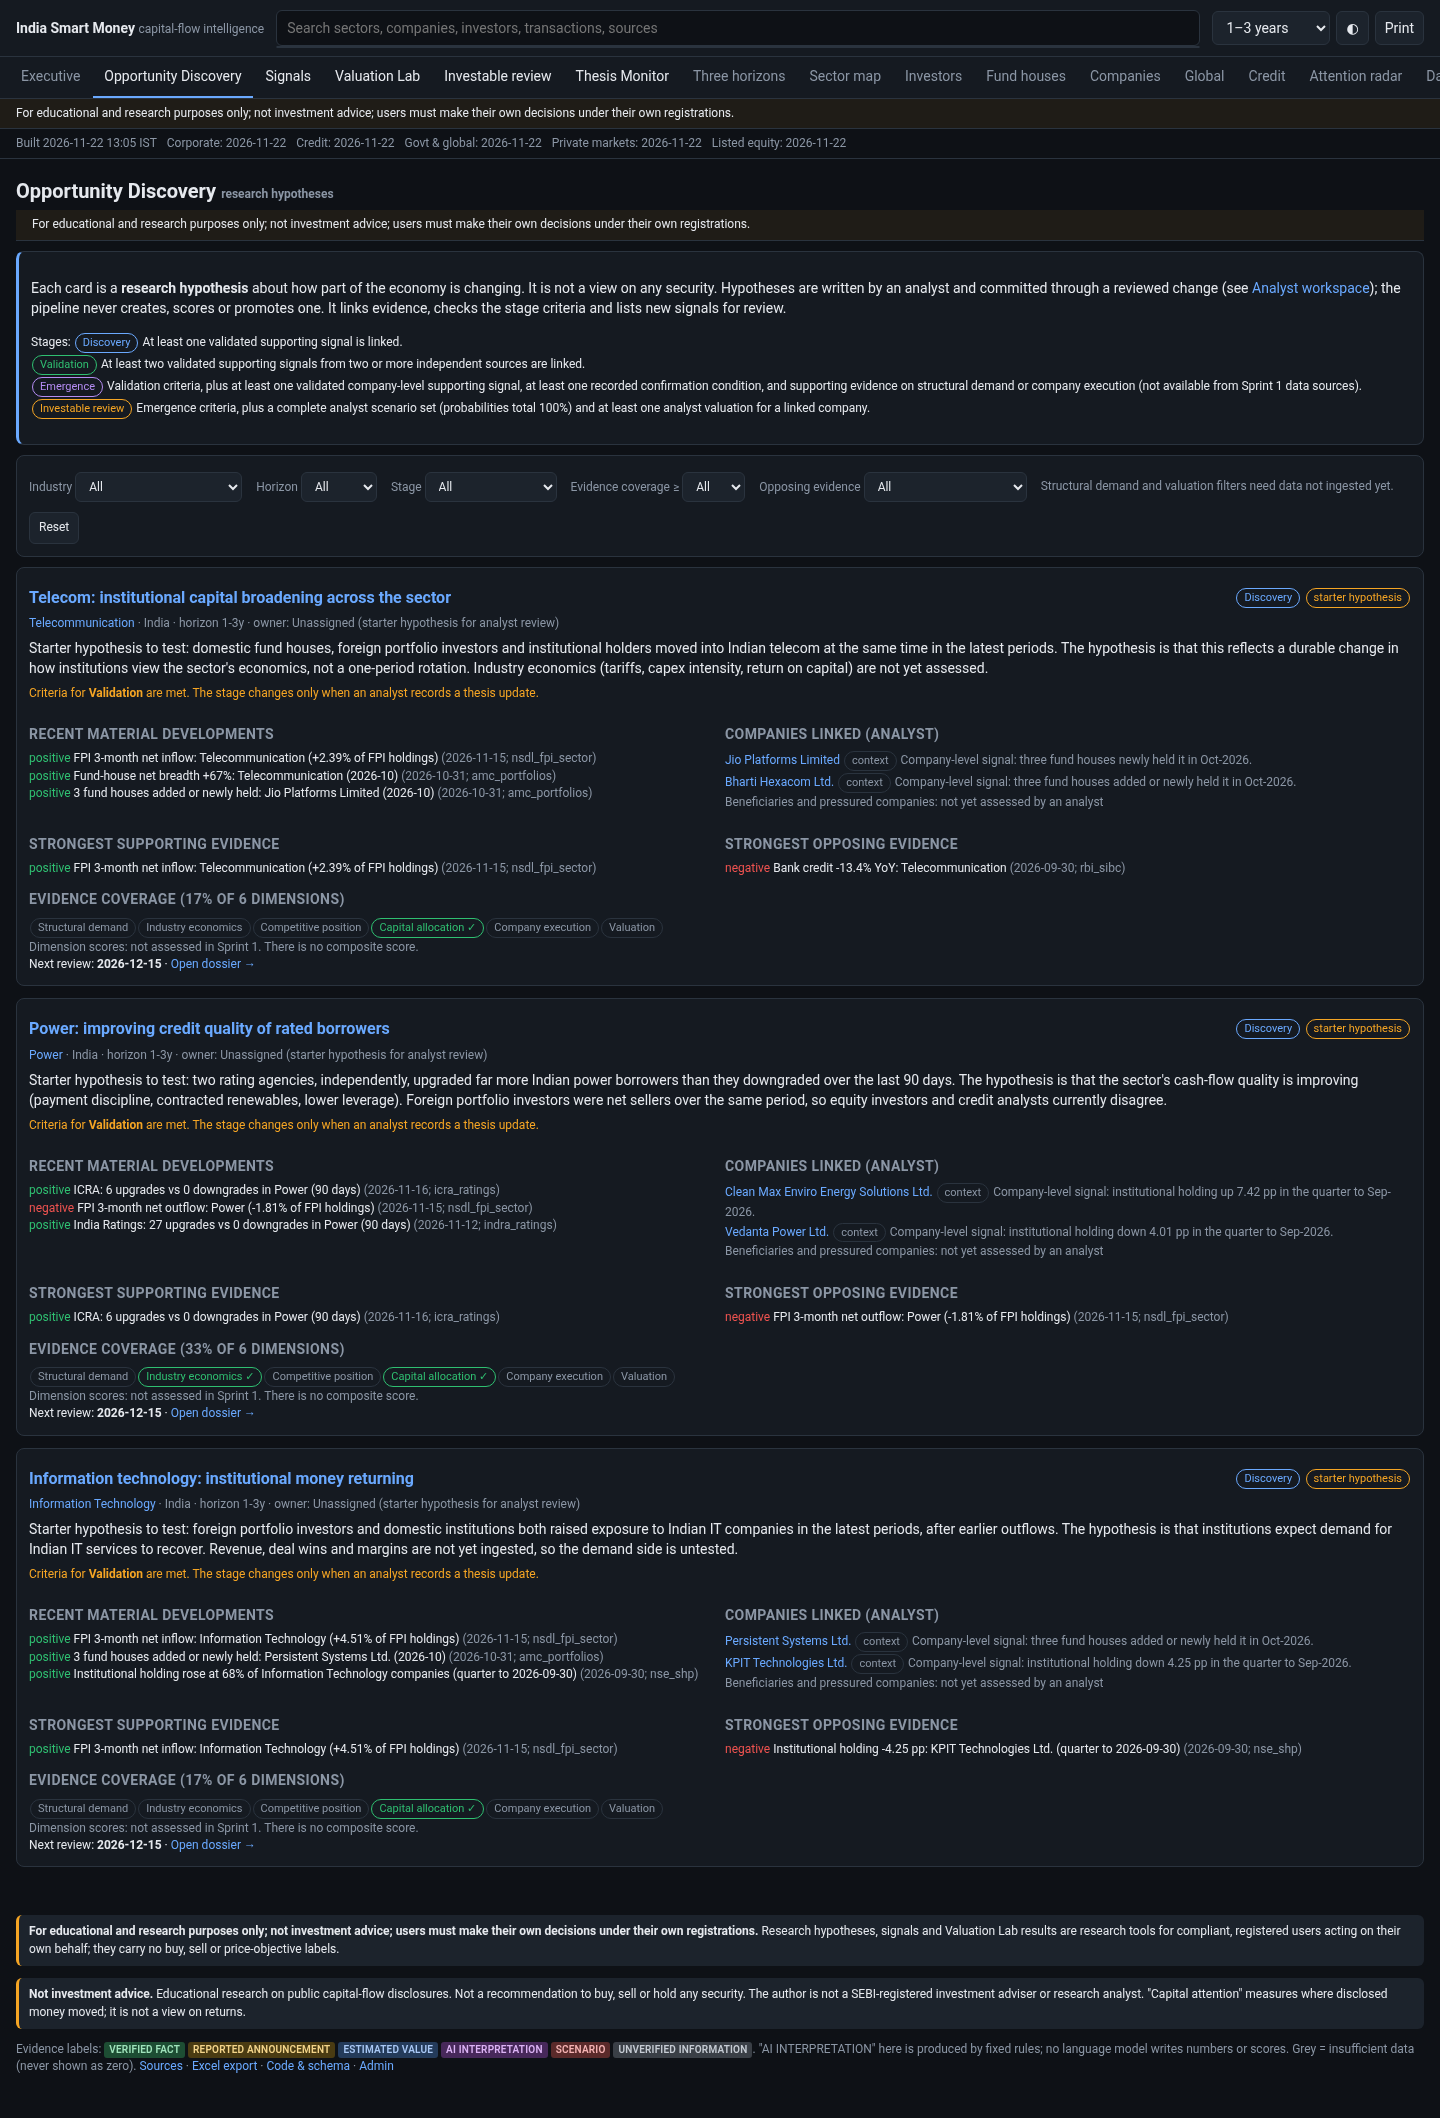 India Smart Money capital-flow intelligence
Search sectors, companies, investors, transactions, sources
1–3 years
Print
Executive Opportunity Discovery Signals Valuation Lab Investable review Thesis Monitor Three horizons Sector map Investors Fund houses Companies Global Credit Attention radar Da
For educational and research purposes only; not investment advice; users must make their own decisions under their own registrations.
Built 2026-11-22 13:05 IST Corporate: 2026-11-22 Credit: 2026-11-22 Govt & global: 2026-11-22 Private markets: 2026-11-22 Listed equity: 2026-11-22
Opportunity Discovery research hypotheses
For educational and research purposes only; not investment advice; users must make their own decisions under their own registrations.
Each card is a research hypothesis about how part of the economy is changing. It is not a view on any security. Hypotheses are written by an analyst and committed through a reviewed change (see Analyst workspace); the
pipeline never creates, scores or promotes one. It links evidence, checks the stage criteria and lists new signals for review.
Stages: Discovery At least one validated supporting signal is linked.
Validation At least two validated supporting signals from two or more independent sources are linked.
Emergence Validation criteria, plus at least one validated company-level supporting signal, at least one recorded confirmation condition, and supporting evidence on structural demand or company execution (not available from Sprint 1 data sources).
Investable review Emergence criteria, plus a complete analyst scenario set (probabilities total 100%) and at least one analyst valuation for a linked company.
Industry All Horizon All Stage All Evidence coverage ≥ All Opposing evidence All Structural demand and valuation filters need data not ingested yet.
Reset
Telecom: institutional capital broadening across the sector Discovery starter hypothesis
Telecommunication · India · horizon 1-3y · owner: Unassigned (starter hypothesis for analyst review)
Starter hypothesis to test: domestic fund houses, foreign portfolio investors and institutional holders moved into Indian telecom at the same time in the latest periods. The hypothesis is that this reflects a durable change in
how institutions view the sector's economics, not a one-period rotation. Industry economics (tariffs, capex intensity, return on capital) are not yet assessed.
Criteria for Validation are met. The stage changes only when an analyst records a thesis update.
RECENT MATERIAL DEVELOPMENTS
positive FPI 3-month net inflow: Telecommunication (+2.39% of FPI holdings) (2026-11-15; nsdl_fpi_sector)
positive Fund-house net breadth +67%: Telecommunication (2026-10) (2026-10-31; amc_portfolios)
positive 3 fund houses added or newly held: Jio Platforms Limited (2026-10) (2026-10-31; amc_portfolios)
COMPANIES LINKED (ANALYST)
Jio Platforms Limited context Company-level signal: three fund houses newly held it in Oct-2026.
Bharti Hexacom Ltd. context Company-level signal: three fund houses added or newly held it in Oct-2026.
Beneficiaries and pressured companies: not yet assessed by an analyst
STRONGEST SUPPORTING EVIDENCE
positive FPI 3-month net inflow: Telecommunication (+2.39% of FPI holdings) (2026-11-15; nsdl_fpi_sector)
STRONGEST OPPOSING EVIDENCE
negative Bank credit -13.4% YoY: Telecommunication (2026-09-30; rbi_sibc)
EVIDENCE COVERAGE (17% OF 6 DIMENSIONS)
Structural demand Industry economics Competitive position Capital allocation ✓ Company execution Valuation
Dimension scores: not assessed in Sprint 1. There is no composite score.
Next review: 2026-12-15 · Open dossier →
Power: improving credit quality of rated borrowers Discovery starter hypothesis
Power · India · horizon 1-3y · owner: Unassigned (starter hypothesis for analyst review)
Starter hypothesis to test: two rating agencies, independently, upgraded far more Indian power borrowers than they downgraded over the last 90 days. The hypothesis is that the sector's cash-flow quality is improving
(payment discipline, contracted renewables, lower leverage). Foreign portfolio investors were net sellers over the same period, so equity investors and credit analysts currently disagree.
Criteria for Validation are met. The stage changes only when an analyst records a thesis update.
RECENT MATERIAL DEVELOPMENTS
positive ICRA: 6 upgrades vs 0 downgrades in Power (90 days) (2026-11-16; icra_ratings)
negative FPI 3-month net outflow: Power (-1.81% of FPI holdings) (2026-11-15; nsdl_fpi_sector)
positive India Ratings: 27 upgrades vs 0 downgrades in Power (90 days) (2026-11-12; indra_ratings)
COMPANIES LINKED (ANALYST)
Clean Max Enviro Energy Solutions Ltd. context Company-level signal: institutional holding up 7.42 pp in the quarter to Sep-
2026.
Vedanta Power Ltd. context Company-level signal: institutional holding down 4.01 pp in the quarter to Sep-2026.
Beneficiaries and pressured companies: not yet assessed by an analyst
STRONGEST SUPPORTING EVIDENCE
positive ICRA: 6 upgrades vs 0 downgrades in Power (90 days) (2026-11-16; icra_ratings)
STRONGEST OPPOSING EVIDENCE
negative FPI 3-month net outflow: Power (-1.81% of FPI holdings) (2026-11-15; nsdl_fpi_sector)
EVIDENCE COVERAGE (33% OF 6 DIMENSIONS)
Structural demand Industry economics ✓ Competitive position Capital allocation ✓ Company execution Valuation
Dimension scores: not assessed in Sprint 1. There is no composite score.
Next review: 2026-12-15 · Open dossier →
Information technology: institutional money returning Discovery starter hypothesis
Information Technology · India · horizon 1-3y · owner: Unassigned (starter hypothesis for analyst review)
Starter hypothesis to test: foreign portfolio investors and domestic institutions both raised exposure to Indian IT companies in the latest periods, after earlier outflows. The hypothesis is that institutions expect demand for
Indian IT services to recover. Revenue, deal wins and margins are not yet ingested, so the demand side is untested.
Criteria for Validation are met. The stage changes only when an analyst records a thesis update.
RECENT MATERIAL DEVELOPMENTS
positive FPI 3-month net inflow: Information Technology (+4.51% of FPI holdings) (2026-11-15; nsdl_fpi_sector)
positive 3 fund houses added or newly held: Persistent Systems Ltd. (2026-10) (2026-10-31; amc_portfolios)
positive Institutional holding rose at 68% of Information Technology companies (quarter to 2026-09-30) (2026-09-30; nse_shp)
COMPANIES LINKED (ANALYST)
Persistent Systems Ltd. context Company-level signal: three fund houses added or newly held it in Oct-2026.
KPIT Technologies Ltd. context Company-level signal: institutional holding down 4.25 pp in the quarter to Sep-2026.
Beneficiaries and pressured companies: not yet assessed by an analyst
STRONGEST SUPPORTING EVIDENCE
positive FPI 3-month net inflow: Information Technology (+4.51% of FPI holdings) (2026-11-15; nsdl_fpi_sector)
STRONGEST OPPOSING EVIDENCE
negative Institutional holding -4.25 pp: KPIT Technologies Ltd. (quarter to 2026-09-30) (2026-09-30; nse_shp)
EVIDENCE COVERAGE (17% OF 6 DIMENSIONS)
Structural demand Industry economics Competitive position Capital allocation ✓ Company execution Valuation
Dimension scores: not assessed in Sprint 1. There is no composite score.
Next review: 2026-12-15 · Open dossier →
For educational and research purposes only; not investment advice; users must make their own decisions under their own registrations. Research hypotheses, signals and Valuation Lab results are research tools for compliant, registered users acting on their
own behalf; they carry no buy, sell or price-objective labels.
Not investment advice. Educational research on public capital-flow disclosures. Not a recommendation to buy, sell or hold any security. The author is not a SEBI-registered investment adviser or research analyst. "Capital attention" measures where disclosed
money moved; it is not a view on returns.
Evidence labels: VERIFIED FACT REPORTED ANNOUNCEMENT ESTIMATED VALUE AI INTERPRETATION SCENARIO UNVERIFIED INFORMATION. "AI INTERPRETATION" here is produced by fixed rules; no language model writes numbers or scores. Grey = insufficient data
(never shown as zero). Sources · Excel export · Code & schema · Admin